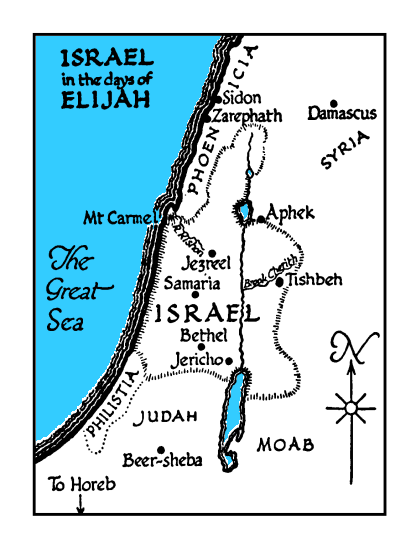 ISRAEL
in the days of
ELIJAH
PHOENICIA
Sidon
Zarephath
Damascus
SYRIA
Mt Carmel
R. Kishon
Aphek
The
Great
Sea
Jezreel
Brook Cherith
Tishbeh
Samaria
ISRAEL
Bethel
Jericho
N
PHILISTIA
JUDAH
MOAB
Beer-sheba
To Horeb